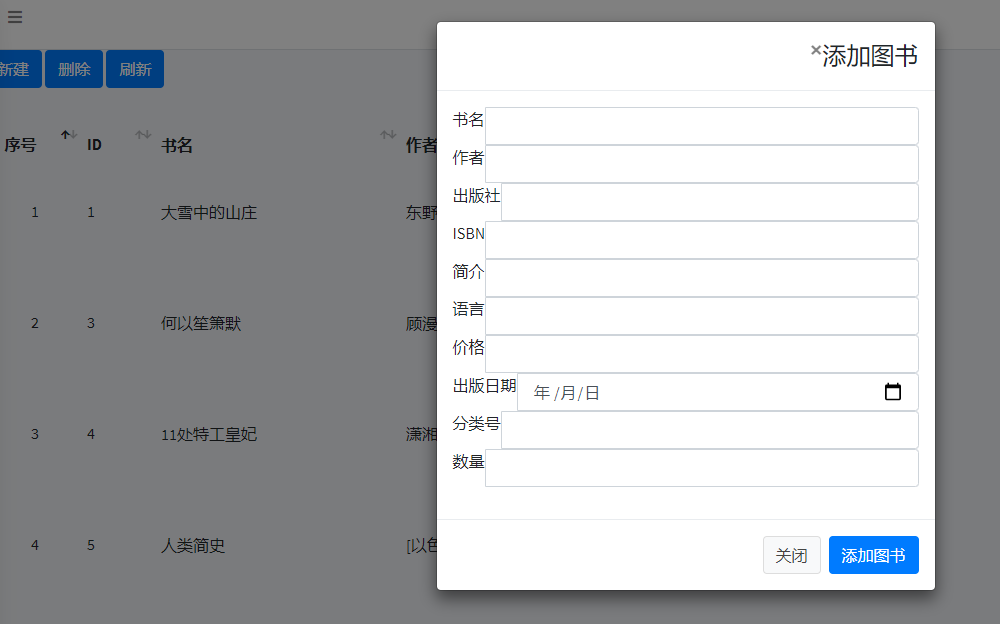 ×添加图书
新建 删除 刷新
序号 ID 书名 作者
1 1 大雪中的山庄 东野
2 3 何以笙箫默 顾漫
3 4 11处特工皇妃 潇湘
4 5 人类简史 [以色
书名
作者
出版社
ISBN
简介
语言
价格
出版日期 年 /月/日
分类号
数量
关闭 添加图书